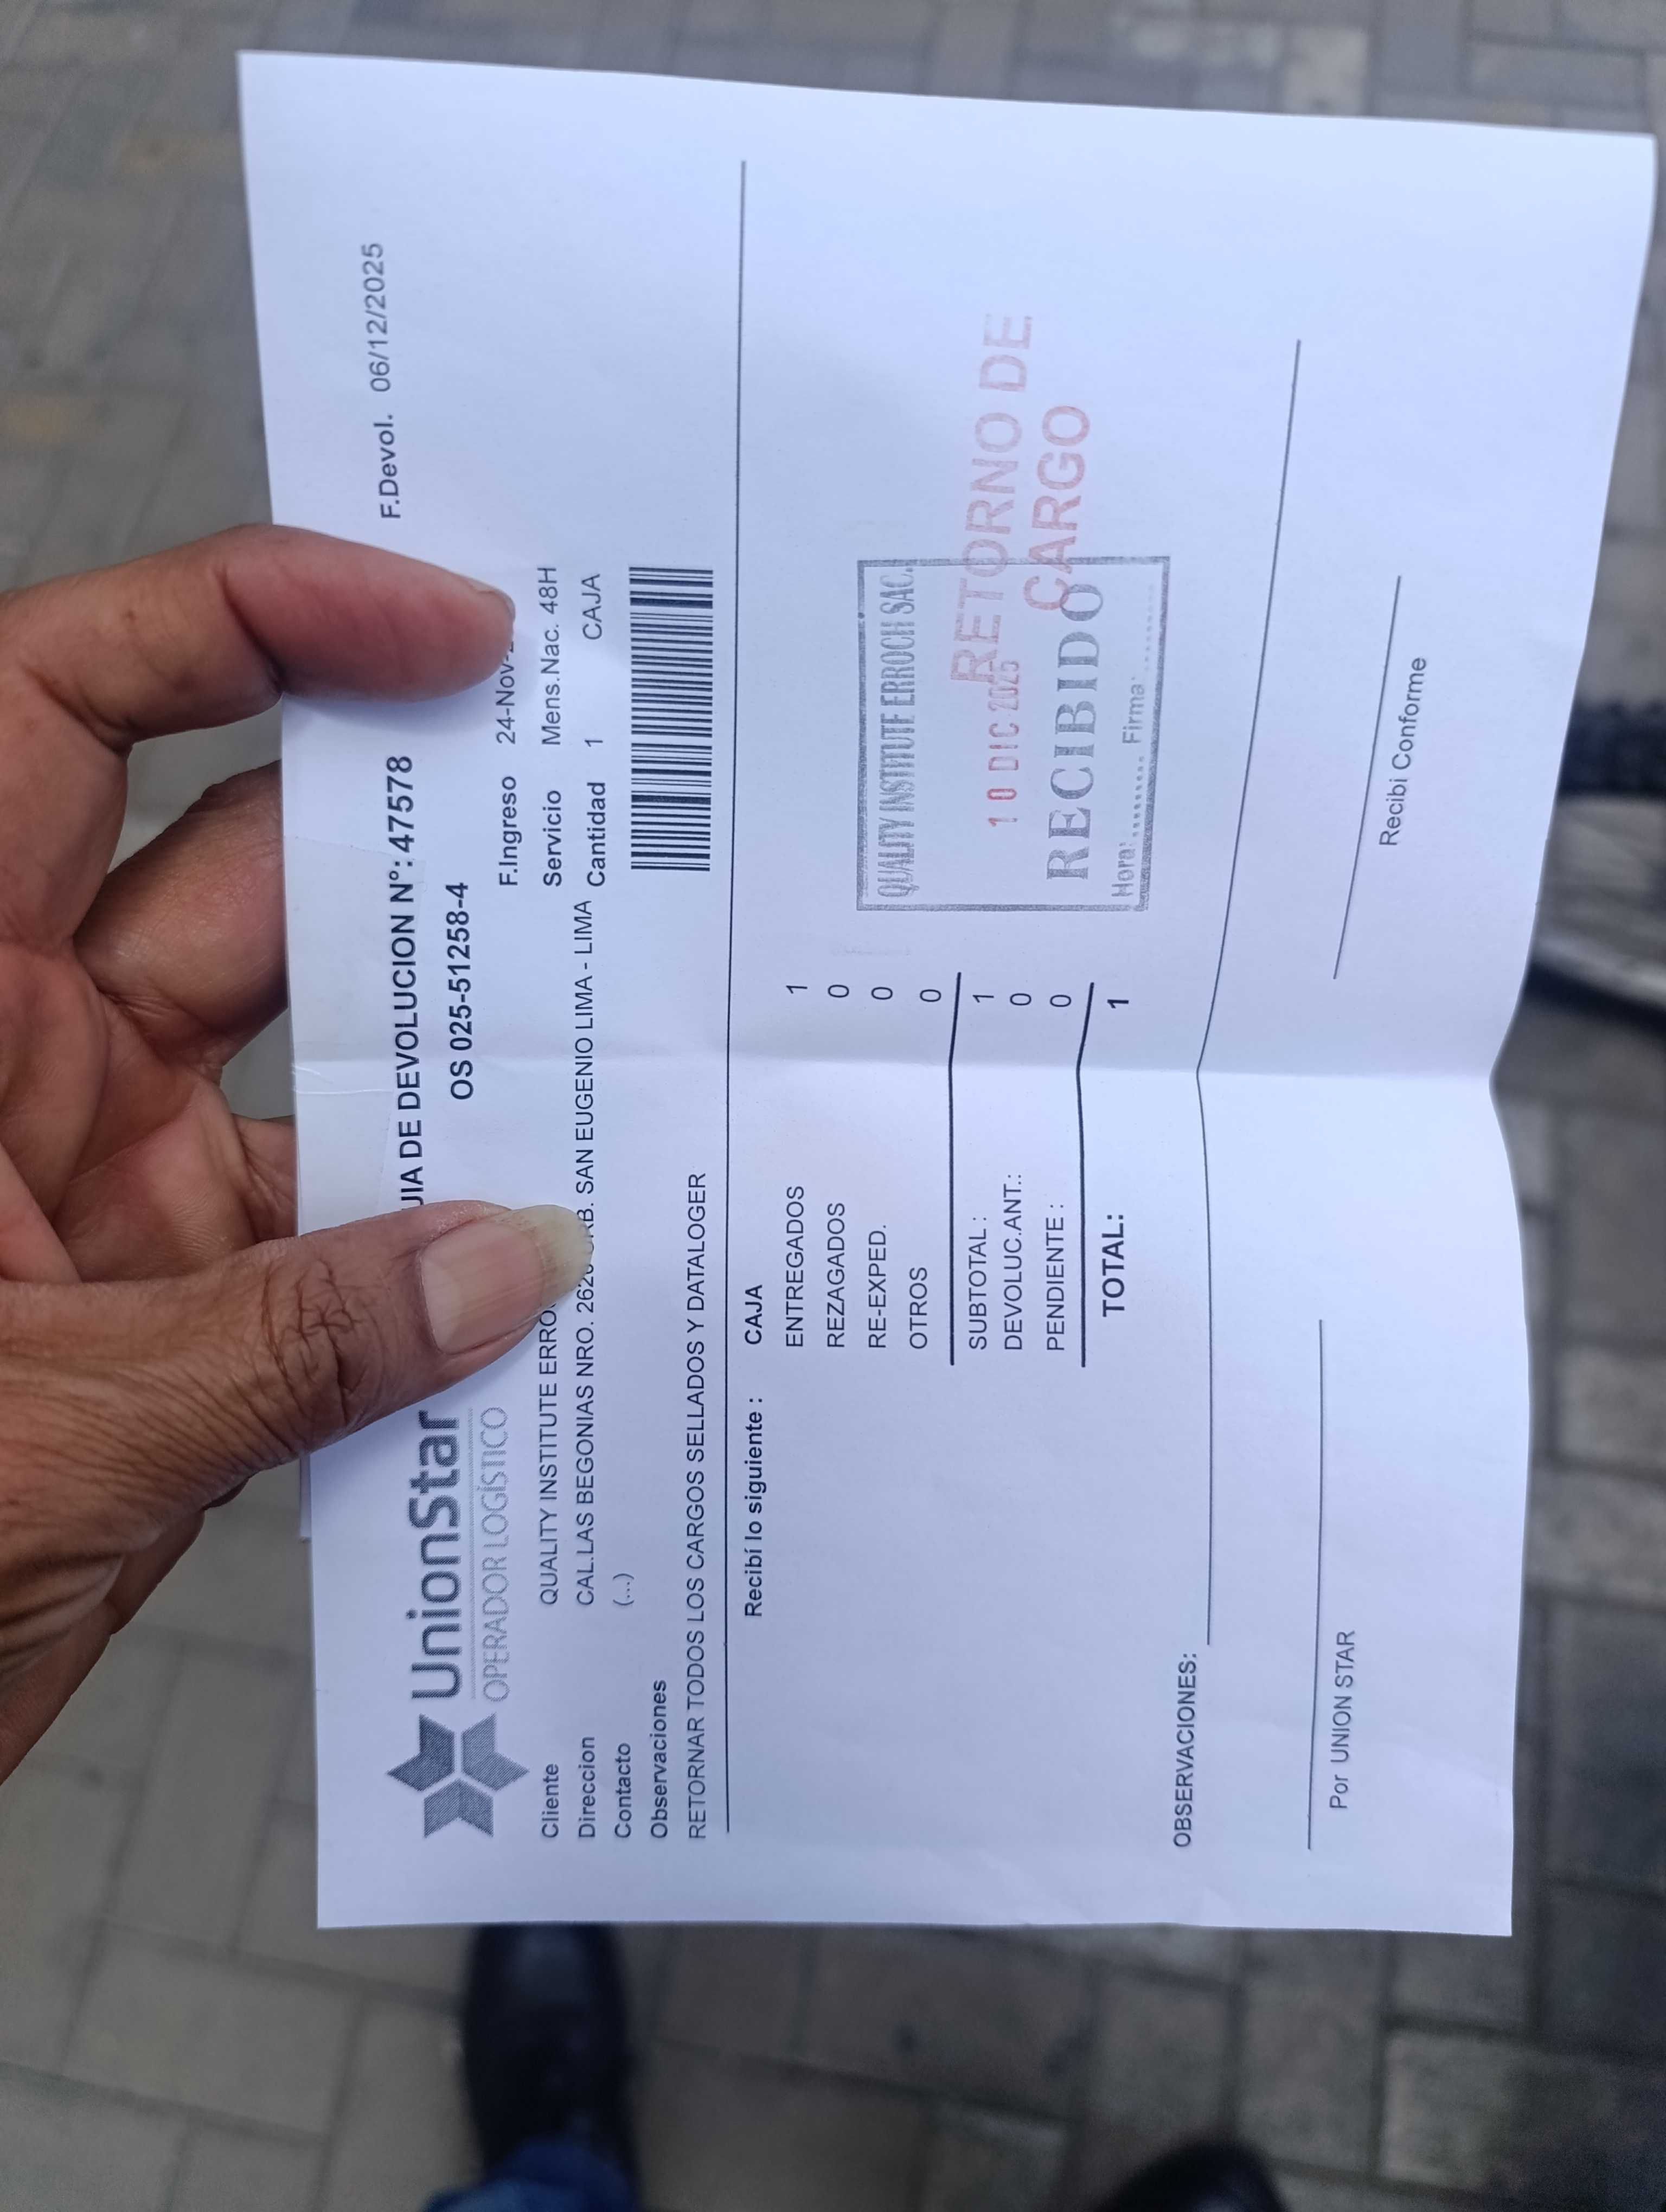 UnionStar
OPERADOR LOGÍSTICO
UIA DE DEVOLUCION N°: 47578
F.Devol. 06/12/2025
OS 025-51258-4
F.Ingreso 24-Nov-
Cliente QUALITY INSTITUTE ERRO
Servicio Mens.Nac. 48H
Direccion CAL.LAS BEGONIAS NRO. 262 RB. SAN EUGENIO LIMA - LIMA
Cantidad 1 CAJA
Contacto (...)
Observaciones
RETORNAR TODOS LOS CARGOS SELLADOS Y DATALOGER
Recibí lo siguiente : CAJA
ENTREGADOS 1
REZAGADOS 0
RE-EXPED. 0
OTROS 0
SUBTOTAL : 1
DEVOLUC.ANT.: 0
PENDIENTE : 0
TOTAL: 1
QUALITY INSTITUTE ERROCH SAC.
10 DIC 2025
RECIBIDO
Hora: ........ Firma: ........
RETORNO DE
CARGO
OBSERVACIONES:
Por UNION STAR
Recibi Coniforme